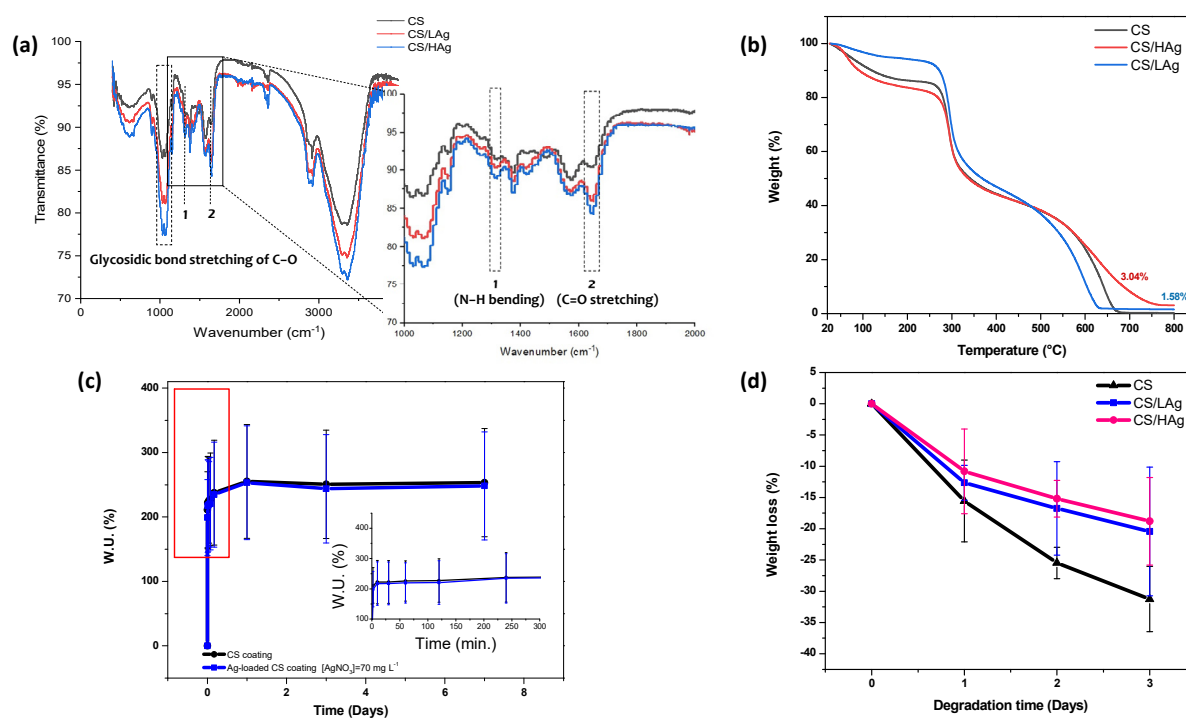 (a)
CS
CS/LAg
CS/HAg
Transmittance (%)
100
95
90
85
80
75
70
1
2
Glycosidic bond stretching of C–O
0
1000
2000
3000
4000
Wavenumber (cm⁻¹)
100
95
90
85
80
75
70
1
(N–H bending)
2
(C=O stretching)
1000
1200
1400
1600
1800
2000
Wavenumber (cm⁻¹)
(b)
CS
CS/HAg
CS/LAg
Weight (%)
100
80
60
40
20
0
3.04%
1.58%
20
100
200
300
400
500
600
700
800
Temperature (°C)
(c)
W.U. (%)
400
350
300
250
200
150
100
50
0
W.U. (%)
400
300
200
100
0
50
100
150
200
250
300
Time (min.)
CS coating
Ag-loaded CS coating [AgNO₃]=70 mg L⁻¹
0
2
4
6
8
Time (Days)
(d)
CS
CS/LAg
CS/HAg
Weight loss (%)
5
0
-5
-10
-15
-20
-25
-30
-35
-40
0
1
2
3
Degradation time (Days)